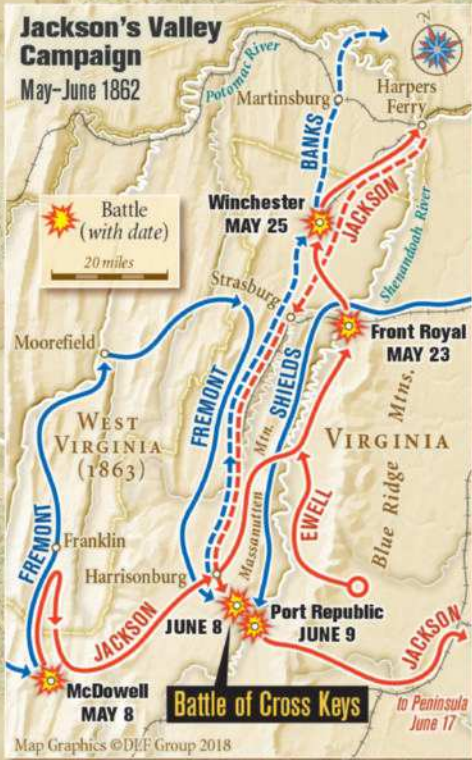 Jackson's Valley
Campaign
May–June 1862
Z
Potomac River
Martinsburg
Harpers
Ferry
BANKS
Battle
(with date)
20 miles
Winchester
MAY 25
JACKSON
Shenandoah River
Strasburg
Front Royal
MAY 23
Moorefield
FREMONT
SHIELDS
WEST
VIRGINIA
(1863)
Massanutten Mtn.
VIRGINIA
Blue Ridge Mtns.
EWELL
FREMONT
Franklin
Harrisonburg
JACKSON
JUNE 8
Port Republic
JUNE 9
JACKSON
McDowell
MAY 8
Battle of Cross Keys
to Peninsula
June 17
Map Graphics ©DLF Group 2018